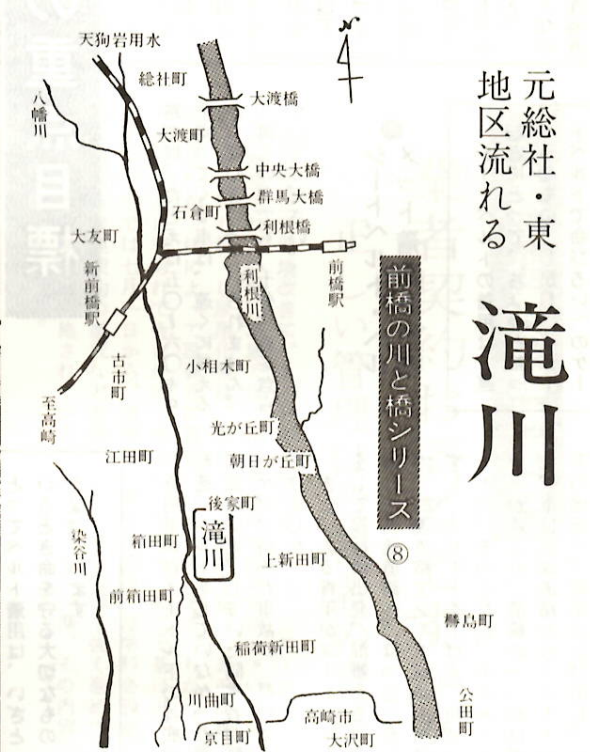 元総社・東
地区流れる
滝川
前橋の川と橋シリーズ
⑧
N
天狗岩用水
総社町
八幡川
大渡橋
大渡町
中央大橋
群馬大橋
石倉町
利根橋
大友町
新前橋駅
利根川
前橋駅
古市町
小相木町
至高崎
光が丘町
江田町
朝日が丘町
後家町
染谷川
箱田町
滝川
上新田町
前箱田町
稲荷新田町
島町
川曲町
高崎市
公田町
京目町
大沢町